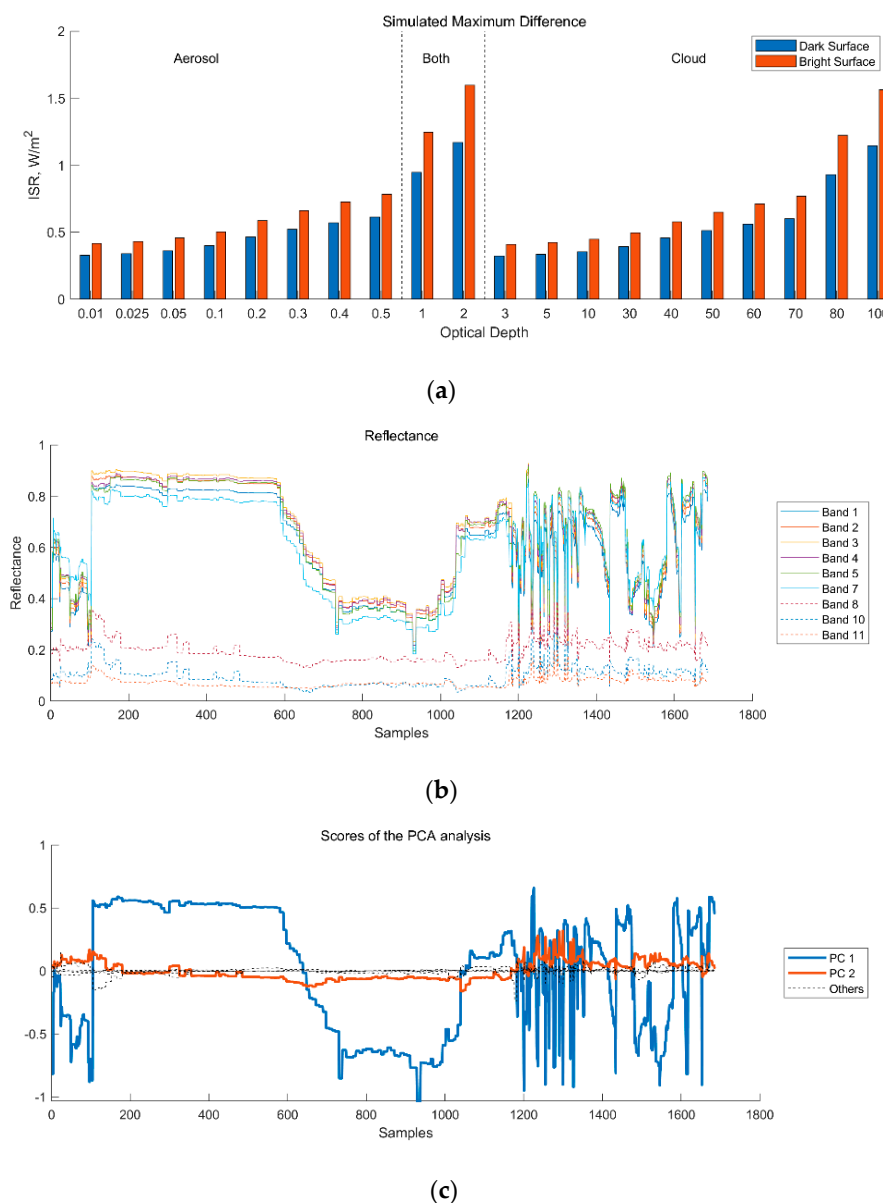 Simulated Maximum Difference
Aerosol Both Cloud
Dark Surface
Bright Surface
2
1.5
1
0.5
0
ISR, W/m²
0.01 0.025 0.05 0.1 0.2 0.3 0.4 0.5 1 2 3 5 10 30 40 50 60 70 80
Optical Depth
(a)
Reflectance
1
0.8
0.6
0.4
0.2
0
Reflectance
0 200 400 600 800 1000 1200 1400 1600 1800
Samples
Band 1
Band 2
Band 3
Band 4
Band 5
Band 7
Band 8
Band 10
Band 11
(b)
Scores of the PCA analysis
1
0.5
0
-0.5
-1
0 200 400 600 800 1000 1200 1400 1600 1800
Samples
PC 1
PC 2
Others
(c)